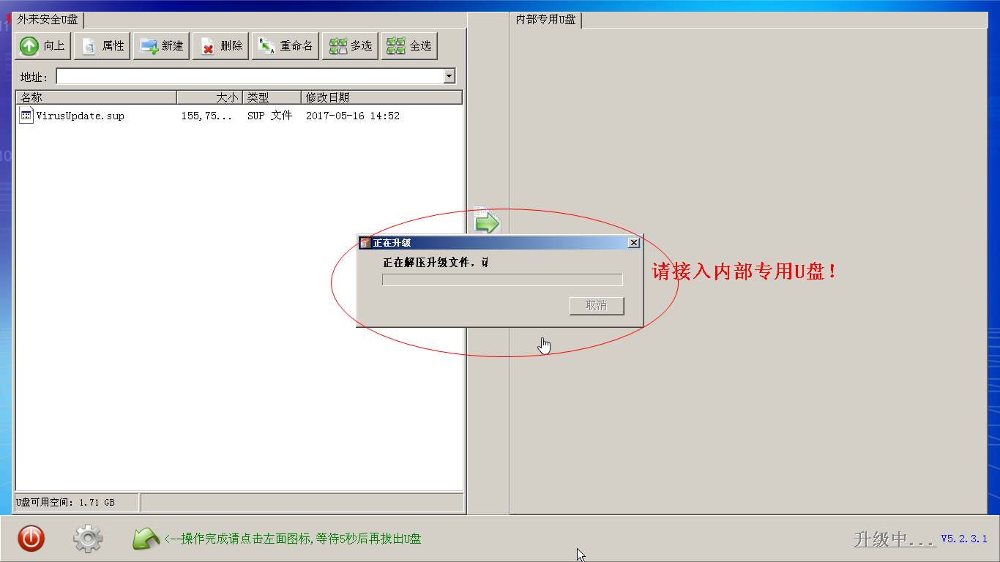 外来安全U盘
内部专用U盘
向上
属性
新建
删除
重命名
多选
全选
地址:
名称
大小
类型
修改日期
VirusUpdate.sup
155,75...
SUP 文件
2017-05-16 14:52
正在升级
正在解压升级文件，请
取消
请接入内部专用U盘!
U盘可用空间: 1.71 GB
<--操作完成请点击左面图标,等待5秒后再拔出U盘
升级中...
V5.2.3.1